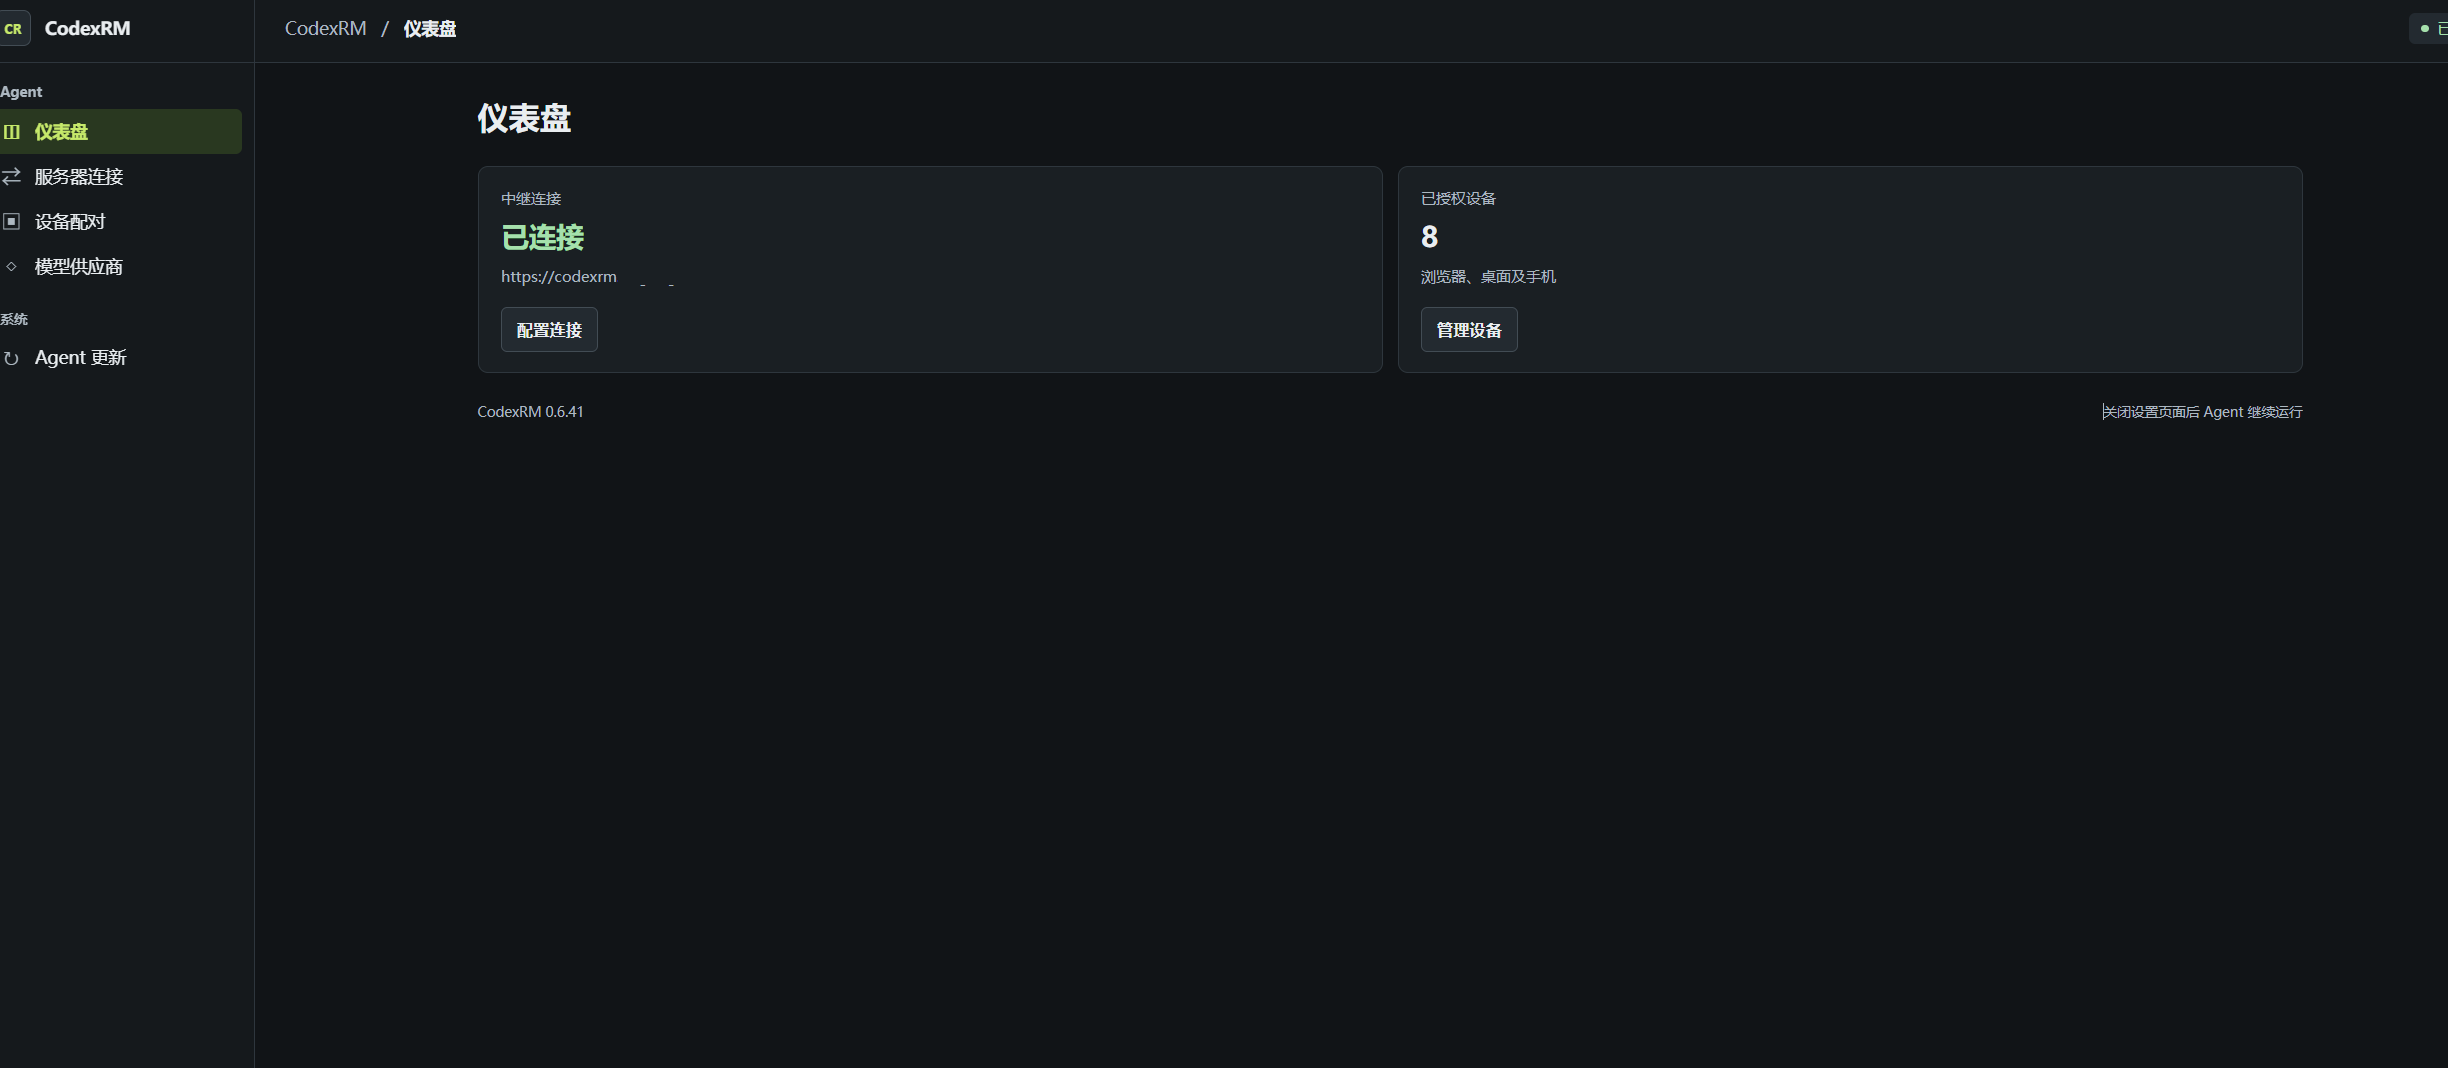 CR CodexRM
CodexRM / 仪表盘
Agent
仪表盘
服务器连接
设备配对
模型供应商
系统
Agent 更新
仪表盘
中继连接
已连接
https://codexrm
配置连接
已授权设备
8
浏览器、桌面及手机
管理设备
CodexRM 0.6.41
关闭设置页面后 Agent 继续运行